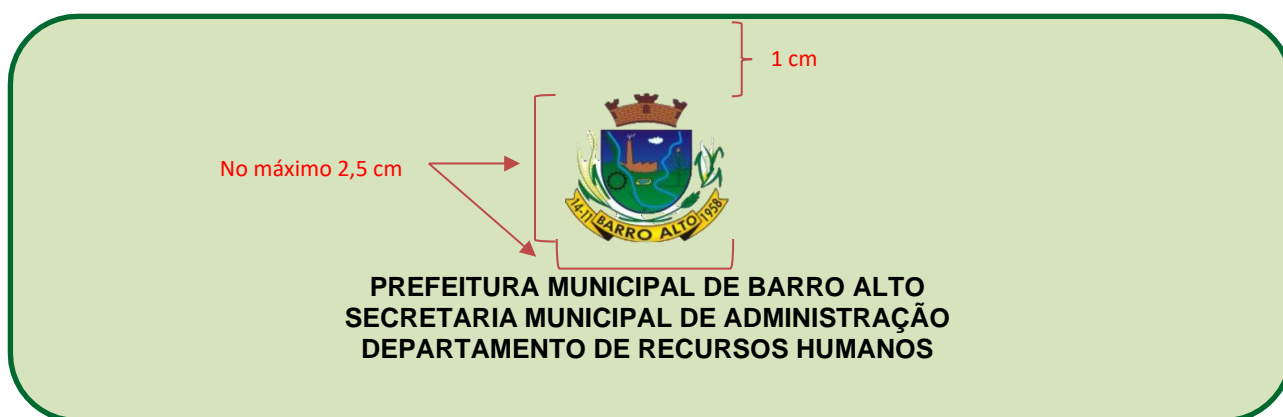 1 cm
No máximo 2,5 cm
14-11 BARRO ALTO 1958
PREFEITURA MUNICIPAL DE BARRO ALTO
SECRETARIA MUNICIPAL DE ADMINISTRAÇÃO
DEPARTAMENTO DE RECURSOS HUMANOS